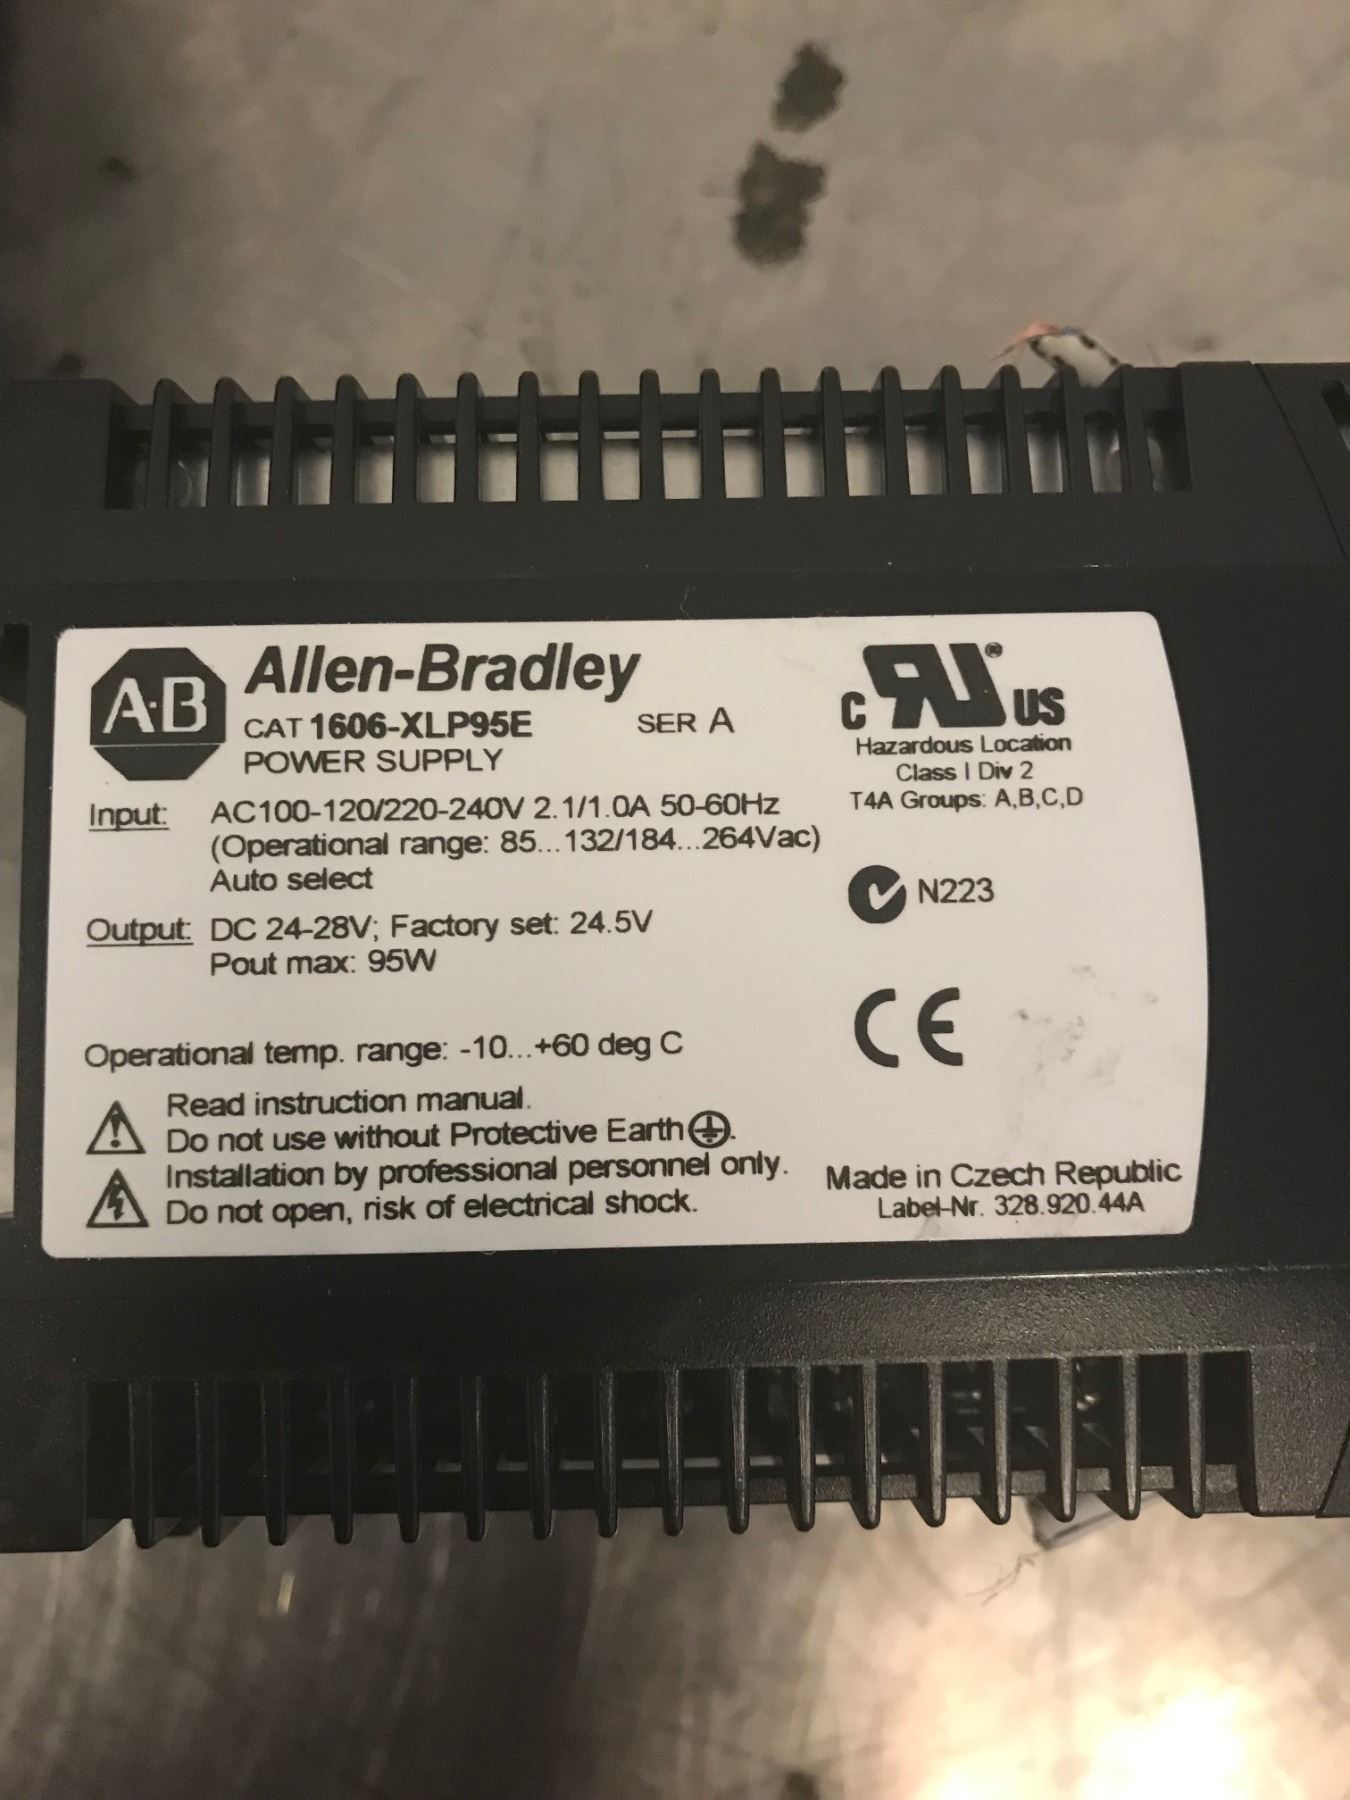 A·B
Allen-Bradley
CAT 1606-XLP95E SER A
POWER SUPPLY
Input: AC100-120/220-240V 2.1/1.0A 50-60Hz
(Operational range: 85...132/184...264Vac)
Auto select
Output: DC 24-28V; Factory set: 24.5V
Pout max: 95W
Operational temp. range: -10...+60 deg C
Read instruction manual.
Do not use without Protective Earth.
Installation by professional personnel only.
Do not open, risk of electrical shock.
C RU® US
Hazardous Location
Class I Div 2
T4A Groups: A,B,C,D
N223
CE
Made in Czech Republic
Label-Nr. 328.920.44A